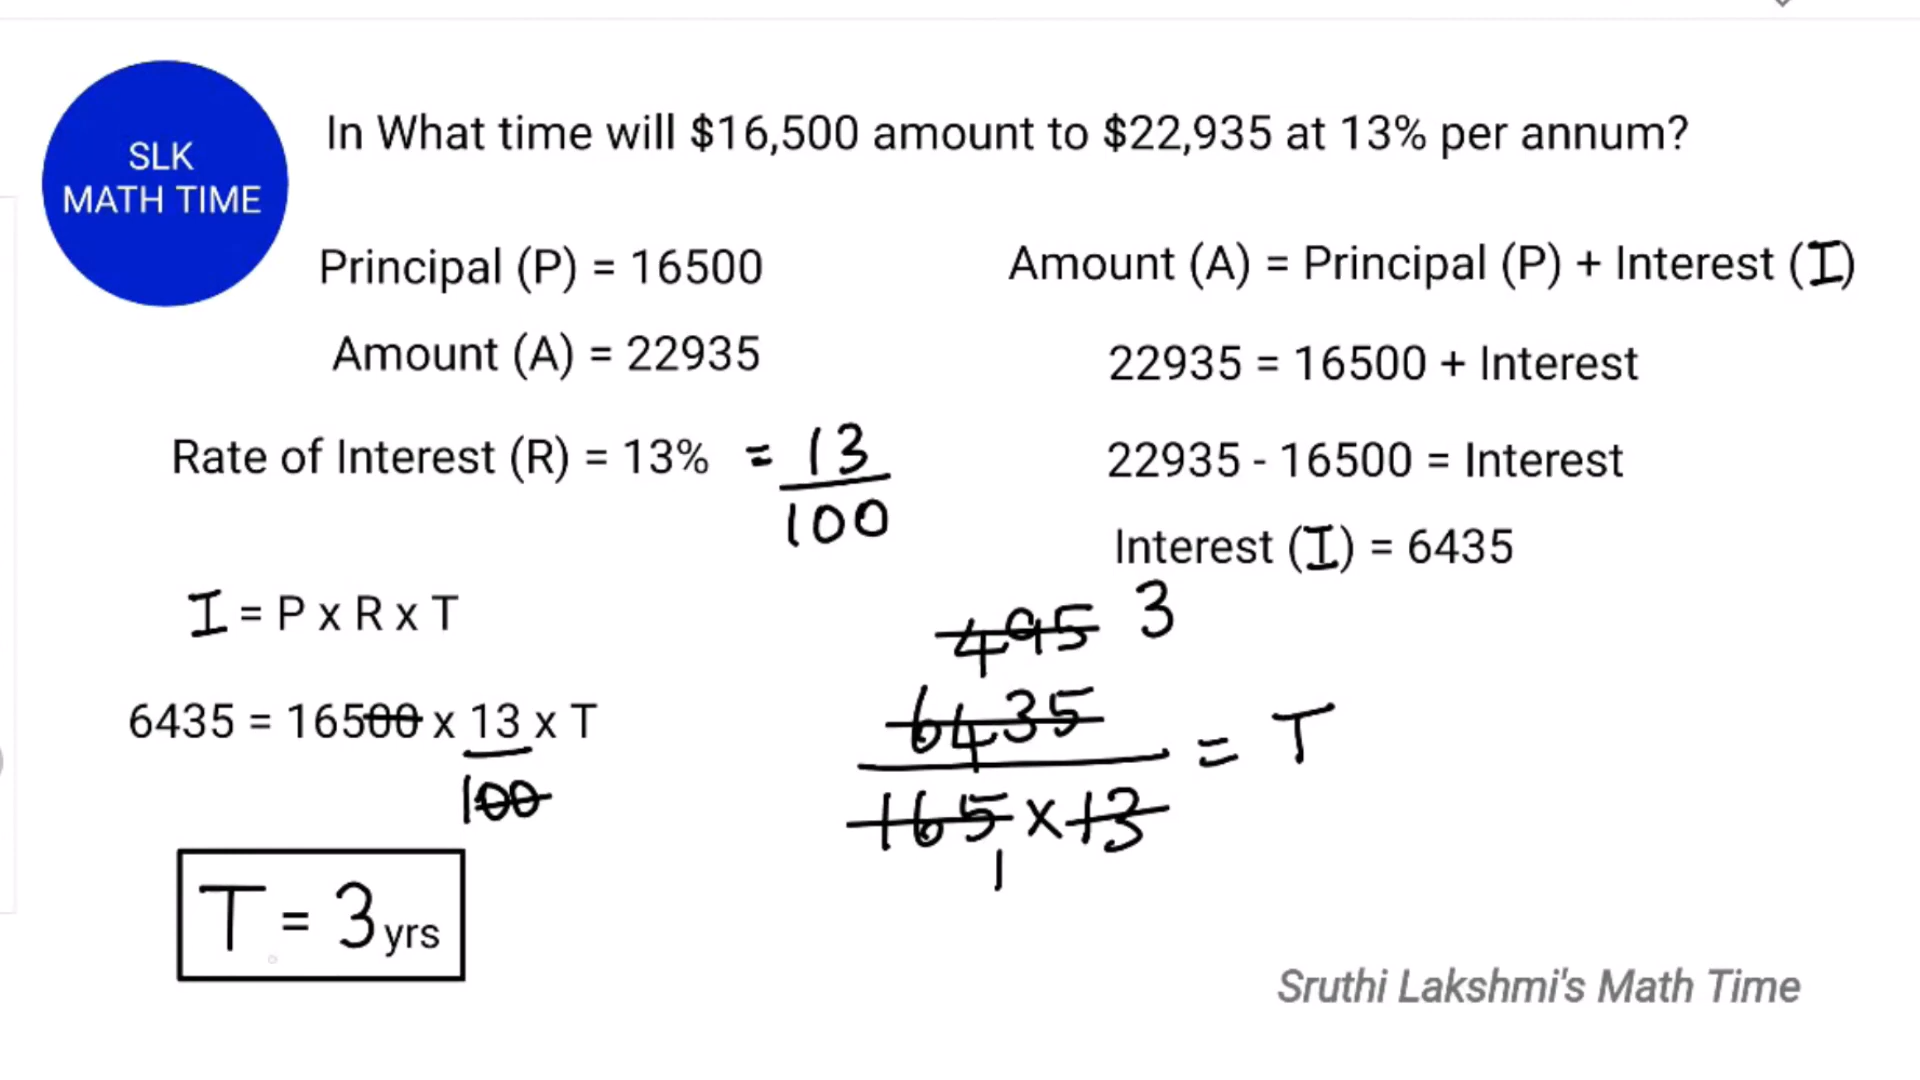 SLK
MATH TIME
In What time will $16,500 amount to $22,935 at 13% per annum?
Principal (P) = 16500
Amount (A) = 22935
Rate of Interest (R) = 13% = 13
100
I = P x R x T
6435 = 16500 x 13 x T
100
T = 3 yrs
Amount (A) = Principal (P) + Interest (I)
22935 = 16500 + Interest
22935 - 16500 = Interest
Interest (I) = 6435
495 3
6435
= T
165 x 13
1
Sruthi Lakshmi's Math Time